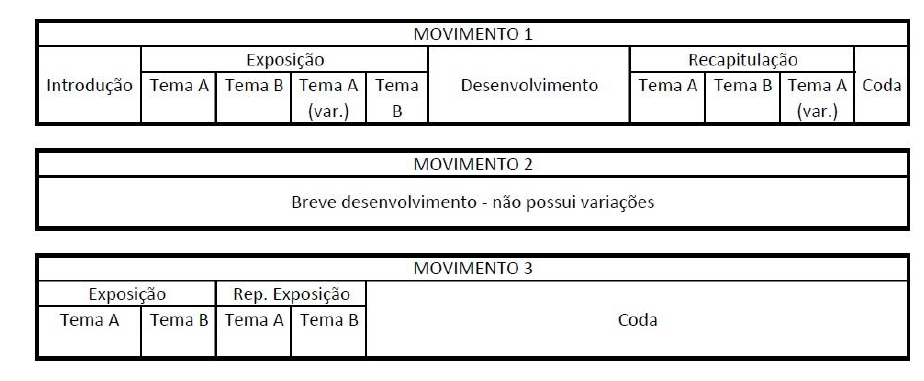 MOVIMENTO 1
Introdução
Exposição
Tema A
Tema B
Tema A
(var.)
Tema
B
Desenvolvimento
Recapitulação
Tema A
Tema B
Tema A
(var.)
Coda
MOVIMENTO 2
Breve desenvolvimento - não possui variações
MOVIMENTO 3
Exposição
Tema A
Tema B
Rep. Exposição
Tema A
Tema B
Coda